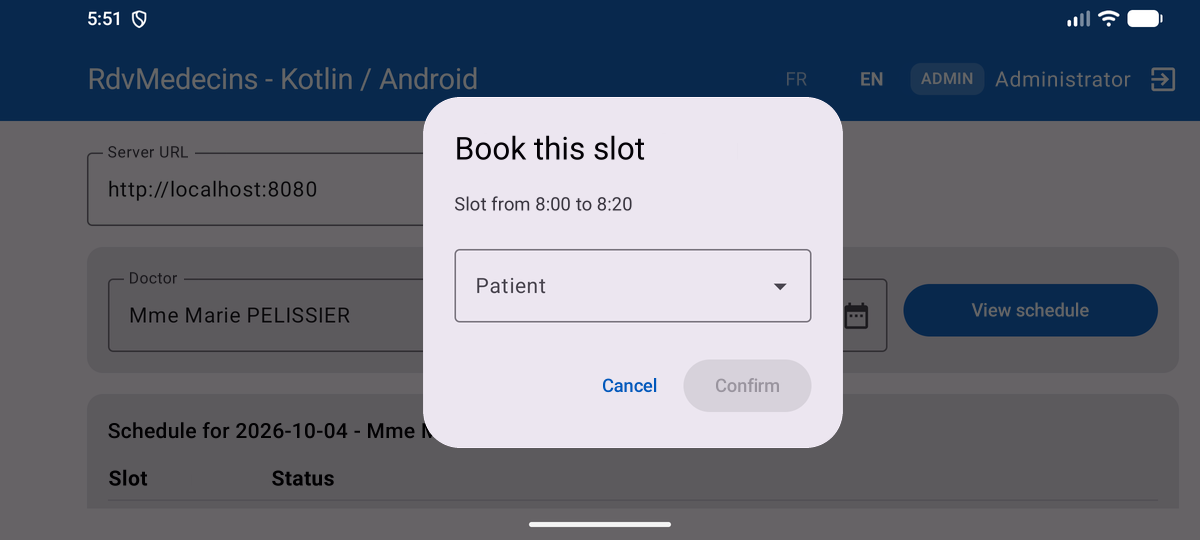 5:51
RdvMedecins - Kotlin / Android
FR
EN
ADMIN
Administrator
Server URL
http://localhost:8080
Doctor
Mme Marie PELISSIER
View schedule
Book this slot
Slot from 8:00 to 8:20
Patient
Cancel
Confirm
Schedule for 2026-10-04 - Mme
Slot
Status